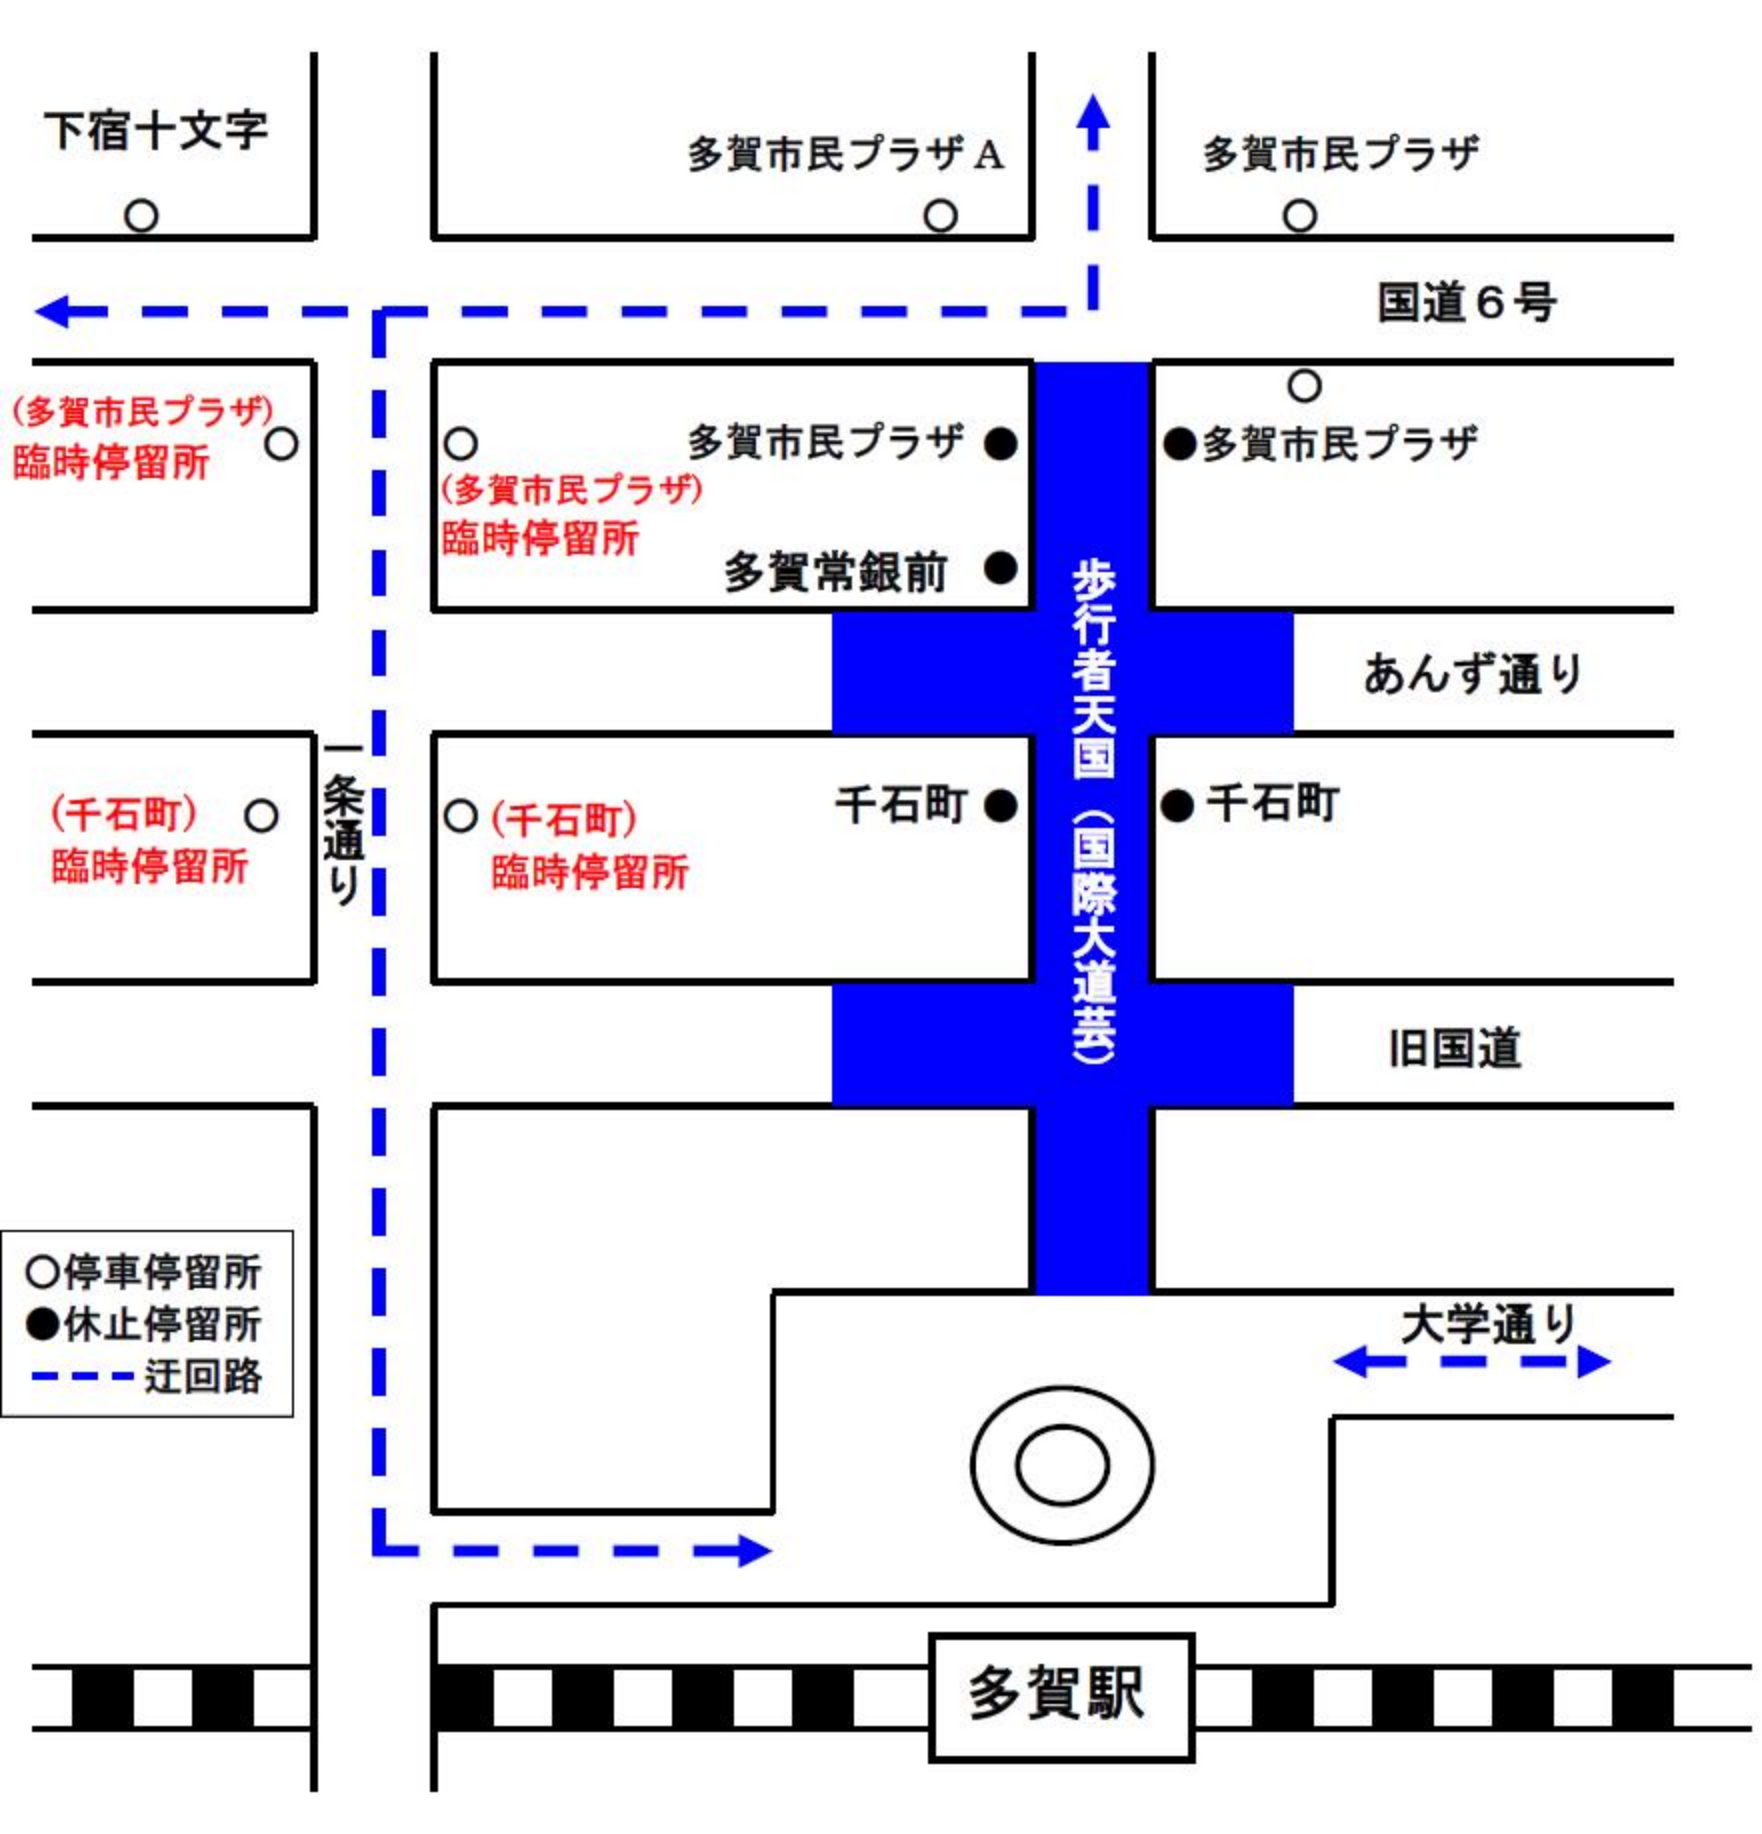 下宿十文字
多賀市民プラザ A
多賀市民プラザ
国道６号
(多賀市民プラザ)
臨時停留所
(多賀市民プラザ)
臨時停留所
多賀市民プラザ
多賀市民プラザ
多賀常銀前
歩行者天国（国際大道芸）
あんず通り
一条通り
(千石町)
臨時停留所
(千石町)
臨時停留所
千石町
千石町
旧国道
○停車停留所
●休止停留所
迂回路
大学通り
多賀駅